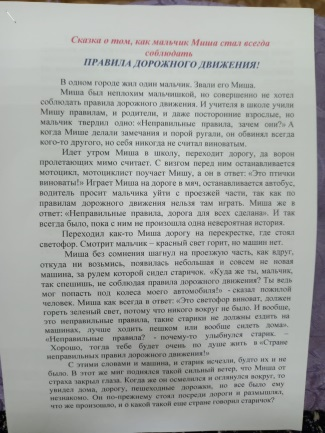 Сказка о том, как мальчик Миша стал всегда
соблюдать
ПРАВИЛА ДОРОЖНОГО ДВИЖЕНИЯ!
В одном городе жил один мальчик. Звали его Миша.
Миша был неплохим мальчишкой, но совершенно не хотел
соблюдать правила дорожного движения. И учителя в школе учили
Мишу правилам, и родители, и даже посторонние взрослые, но
мальчик твердил одно: «Неправильные правила, зачем они?» А
когда Мише делали замечания и порой ругали, он обвинял всегда
кого-то другого, но себя никогда не считал виноватым.
Идет утром Миша в школу, переходит дорогу, да ворон
пролетающих мимо считает. С визгом перед ним останавливается
мотоцикл, мотоциклист поучает Мишу, а он в ответ: «Это птички
виноваты!» Играет Миша на дороге в мяч, останавливается автобус,
водитель просит мальчика уйти с проезжей части, так как по
правилам дорожного движения нельзя там играть. Миша же в
ответ: «Неправильные правила, дорога для всех сделана». И так
всегда было, пока с ним не произошла одна невероятная история.
Переходил как-то Миша дорогу на перекрестке, где стоял
светофор. Смотрит мальчик – красный свет горит, но машин нет.
Миша без сомнения шагнул на проезжую часть, как вдруг,
откуда ни возьмись, появилась небольшая и совсем не новая
машина, за рулем которой сидел старичок. «Куда же ты, мальчик,
так спешишь, не соблюдая правила дорожного движения? Ты ведь
мог попасть под колеса моего автомобиля!» - сказал пожилой
человек. Миша как всегда в ответ: «Это светофор виноват, должен
гореть зеленый свет, потому что никого вокруг не было. И вообще,
это неправильные правила, такие старики не должны ездить на
машинах, лучше ходить пешком или вообще сидеть дома».
«Неправильные правила? - почему-то улыбнулся старик. –
Хорошо, тогда тебе будет очень по душе жить в «Стране
неправильных правил дорожного движения!»
С этими словами и машина, и старик исчезли, будто их и не
было. В этот же миг поднялся такой сильный ветер, что Миша от
страха закрыл глаза. Когда же он осмелился и оглянулся вокруг, то
увидел дома, дорогу, пешеходные дорожки, но все было ему
незнакомо. Он по-прежнему стоял посреди дороги и размышлял,
что же произошло, и о какой такой еще стране говорил старичок?